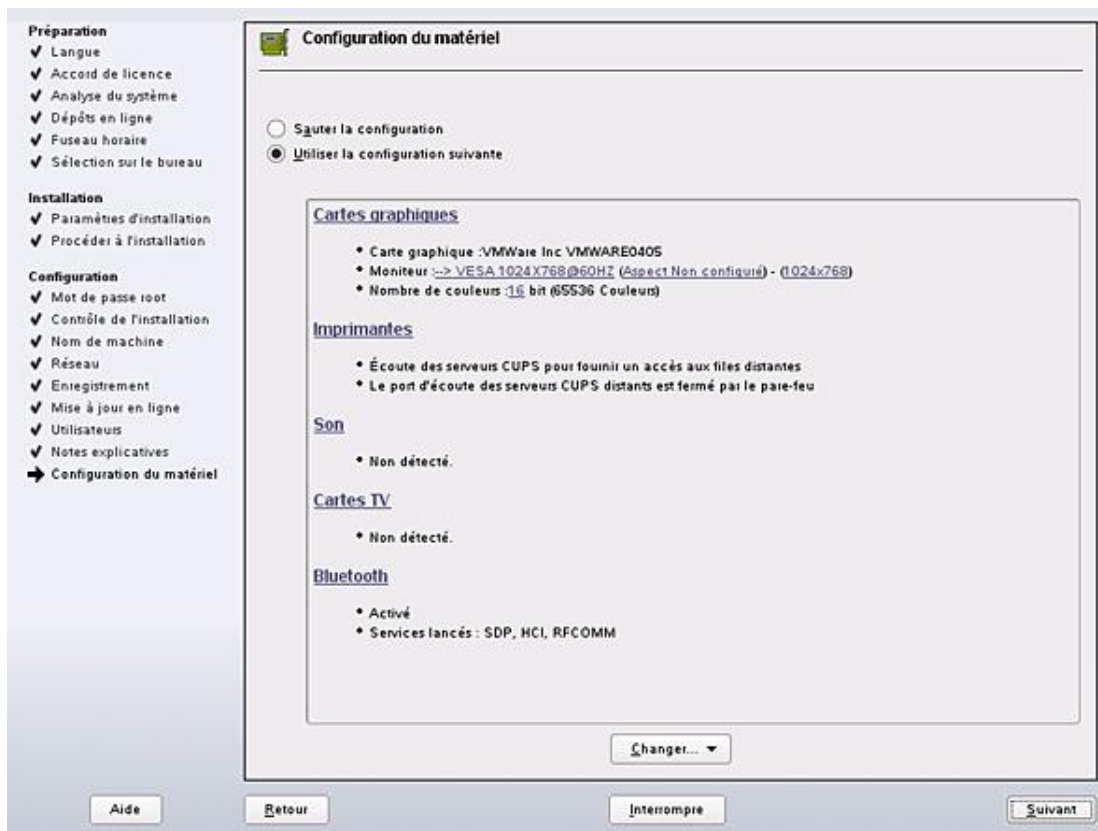 Préparation
Langue
Accord de licence
Analyse du système
Dépôts en ligne
Fuseau horaire
Sélection sur le bureau
Installation
Paramètres d'installation
Procéder à l'installation
Configuration
Mot de passe root
Contrôle de l'installation
Nom de machine
Réseau
Enregistrement
Mise à jour en ligne
Utilisateurs
Notes explicatives
Configuration du matériel
Configuration du matériel
Sauter la configuration
Utiliser la configuration suivante
Cartes graphiques
• Carte graphique :VMWare Inc VMWARE0405
• Moniteur :--> VESA 1024X768@60HZ (Aspect Non configuré) - (1024x768)
• Nombre de couleurs :16 bit (65536 Couleurs)
Imprimantes
• Écoute des serveurs CUPS pour fournir un accès aux files distantes
• Le port d'écoute des serveurs CUPS distants est fermé par le pare-feu
Son
• Non détecté.
Cartes TV
• Non détecté.
Bluetooth
• Activé
• Services lancés : SDP, HCI, RFCOMM
Changer...
Aide
Retour
Interrompre
Suivant